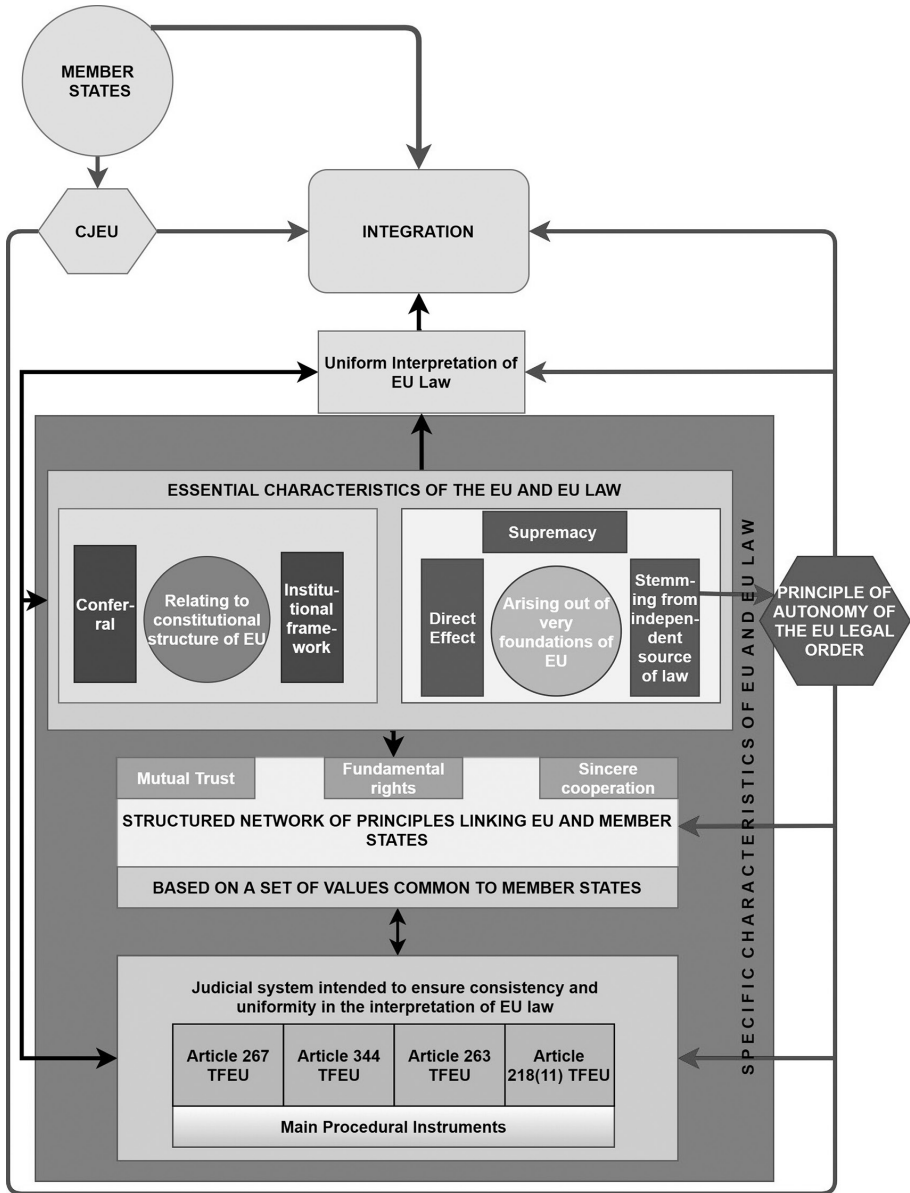 MEMBER
STATES
CJEU
INTEGRATION
Uniform Interpretation of
EU Law
ESSENTIAL CHARACTERISTICS OF THE EU AND EU LAW
Confer-
ral
Relating to
constitutional
structure of EU
Institu-
tional
frame-
work
Supremacy
Direct
Effect
Arising out of
very
foundations of
EU
Stemm-
ing from
indepen-
dent
source
of law
PRINCIPLE OF
AUTONOMY OF
THE EU LEGAL
ORDER
SPECIFIC CHARACTERISTICS OF EU AND EU LAW
Mutual Trust
Fundamental
rights
Sincere
cooperation
STRUCTURED NETWORK OF PRINCIPLES LINKING EU AND MEMBER
STATES
BASED ON A SET OF VALUES COMMON TO MEMBER STATES
Judicial system intended to ensure consistency and
uniformity in the interpretation of EU law
Article 267
TFEU
Article 344
TFEU
Article 263
TFEU
Article
218(11) TFEU
Main Procedural Instruments